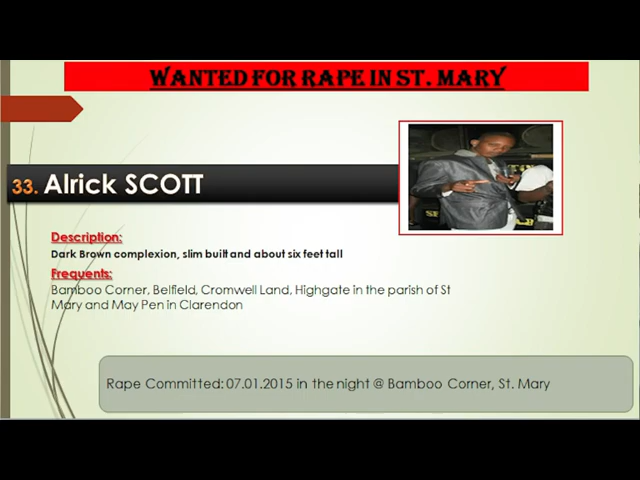 WANTED FOR RAPE IN ST. MARY
33. Alrick SCOTT
Description:
Dark Brown complexion, slim built and about six feet tall
Frequents:
Bamboo Corner, Belfield, Cromwell Land, Highgate in the parish of St
Mary and May Pen in Clarendon
Rape Committed: 07.01.2015 in the night @ Bamboo Corner, St. Mary